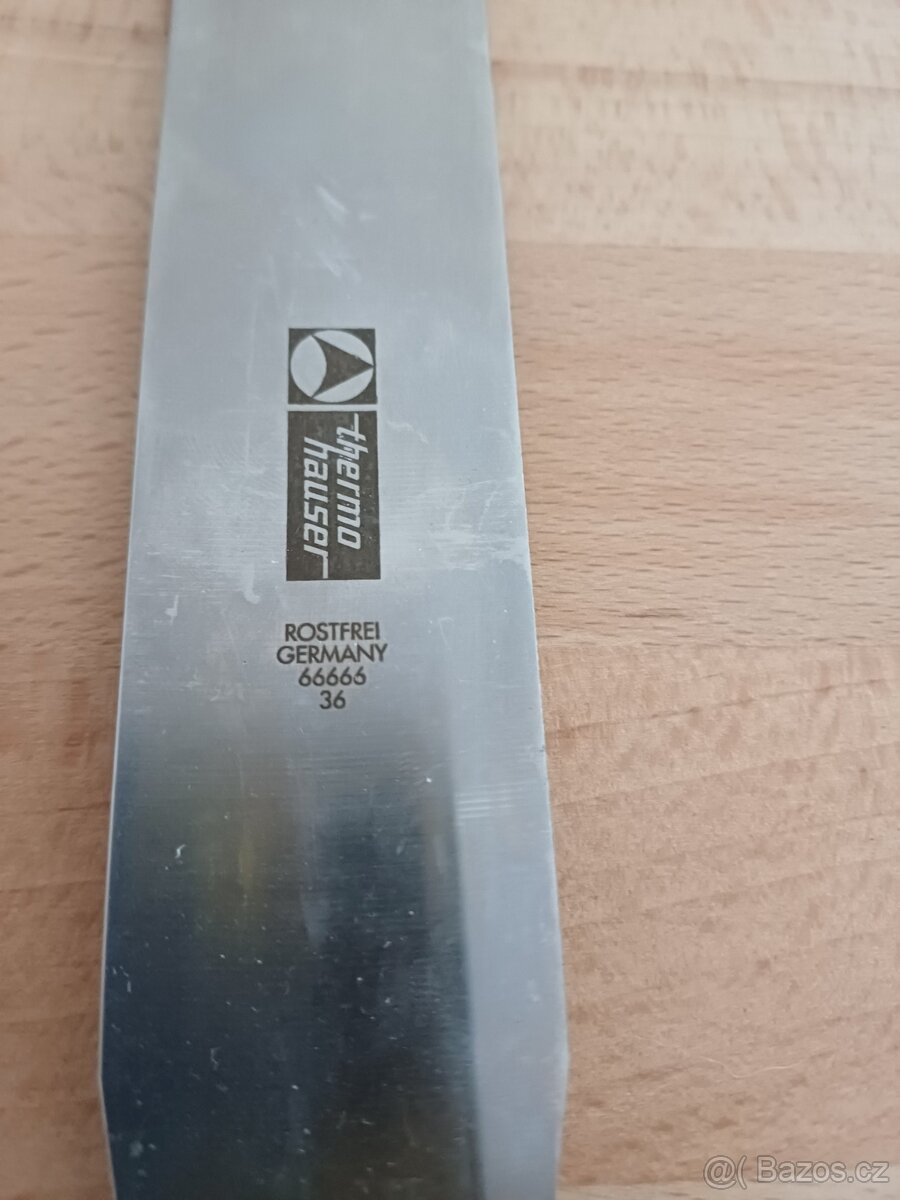 thermo
hauser
ROSTFREI
GERMANY
66666
36
@( Bazos.cz